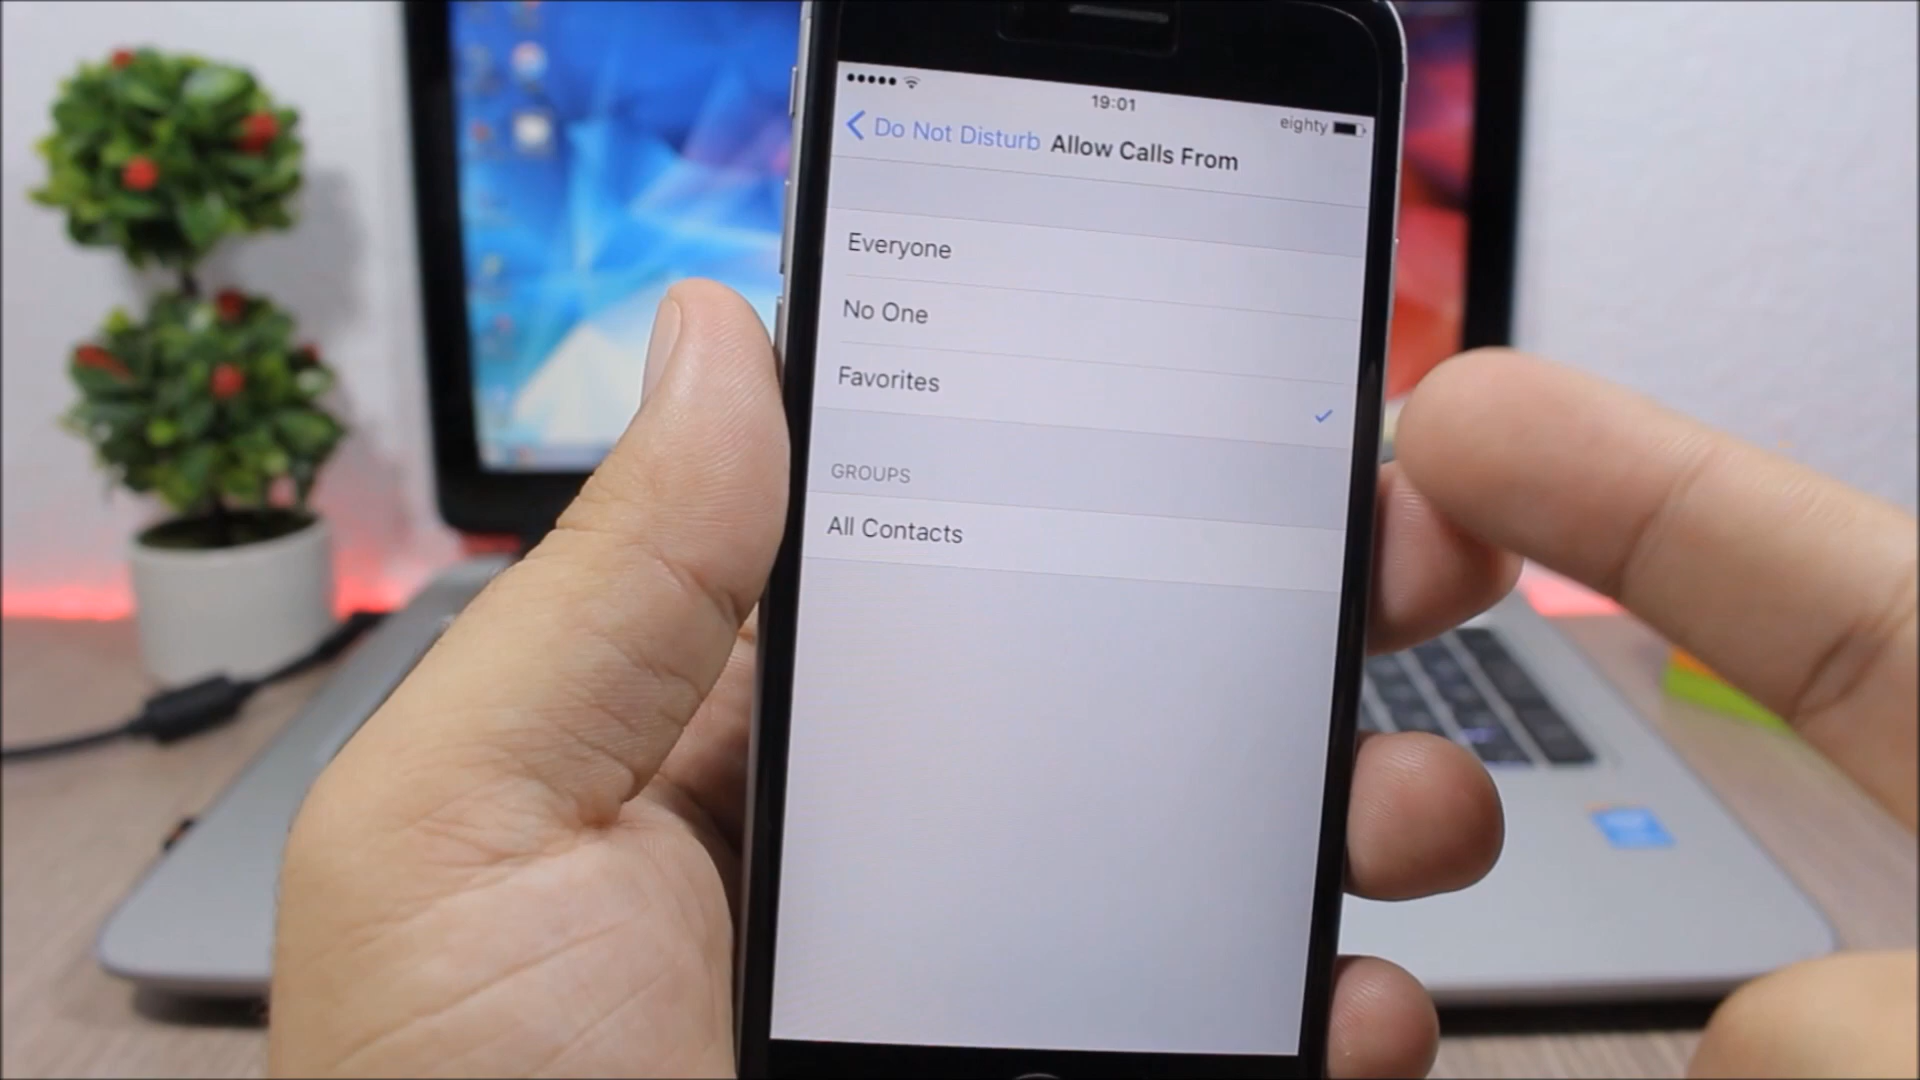 19:01
eighty
Do Not Disturb Allow Calls From
Everyone
No One
Favorites
GROUPS
All Contacts